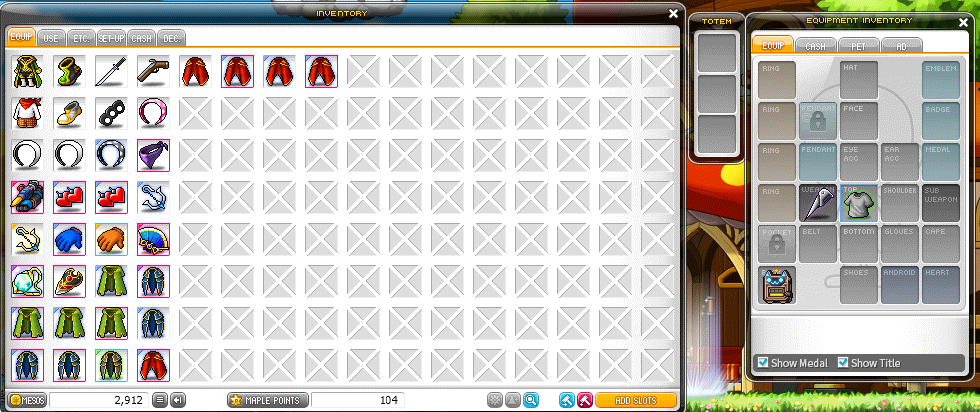 INVENTORY
EQUIP USE ETC. SET-UP CASH DEC.
MESOS 2,912 MAPLE POINTS 104 ADD SLOTS
TOTEM
EQUIPMENT INVENTORY
EQUIP CASH PET AD
RING HAT EMBLEM
RING PENDANT FACE BADGE
RING PENDANT EYE ACC EAR ACC MEDAL
RING WEAPON TOP SHOULDER SUB WEAPON
POCKET BELT BOTTOM GLOVES CAPE
SHOES ANDROID HEART
Show Medal Show Title